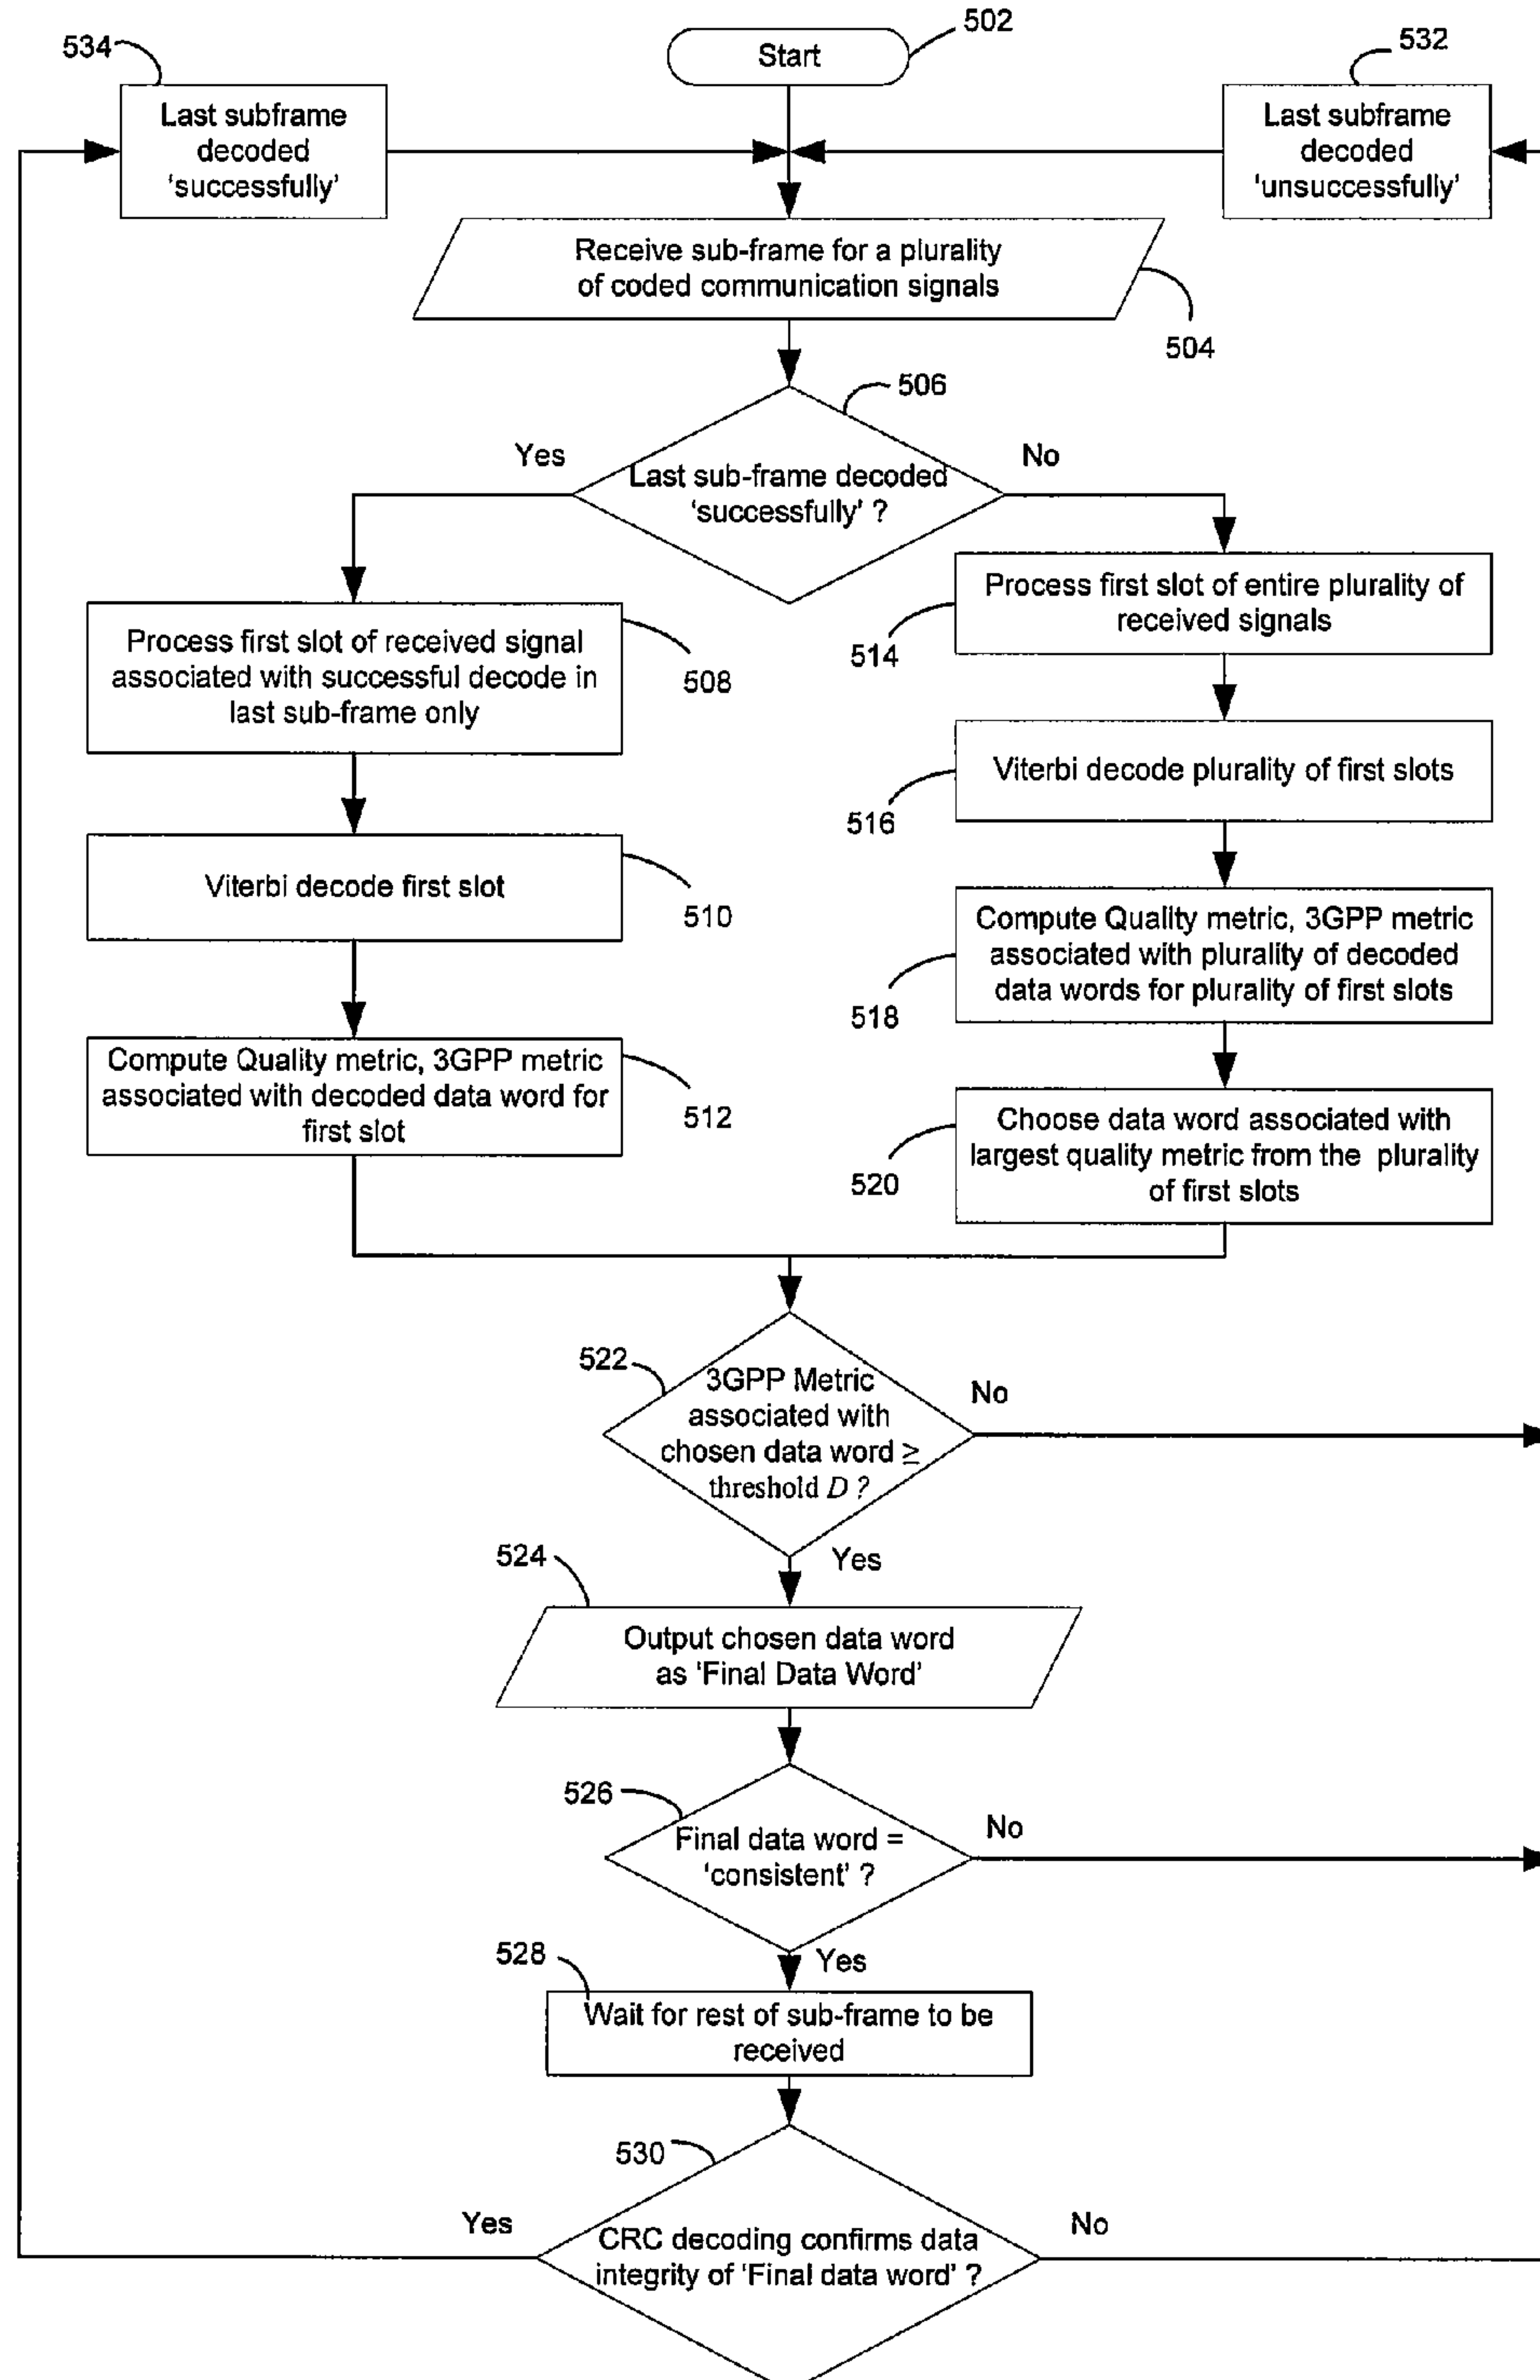 534
502
532
Start
Last subframe
decoded
'successfully'
Last subframe
decoded
'unsuccessfully'
Receive sub-frame for a plurality
of coded communication signals
504
506
Yes
No
Last sub-frame decoded
'successfully' ?
Process first slot of received signal
associated with successful decode in
last sub-frame only
508
Process first slot of entire plurality of
received signals
514
Viterbi decode first slot
510
Viterbi decode plurality of first slots
516
Compute Quality metric, 3GPP metric
associated with decoded data word for
first slot
512
Compute Quality metric, 3GPP metric
associated with plurality of decoded
data words for plurality of first slots
518
Choose data word associated with
largest quality metric from the plurality
of first slots
520
522
3GPP Metric
associated with
chosen data word ≥
threshold D ?
No
Yes
524
Output chosen data word
as 'Final Data Word'
526
Final data word =
'consistent' ?
No
Yes
528
Wait for rest of sub-frame to be
received
530
Yes
No
CRC decoding confirms data
integrity of 'Final data word' ?